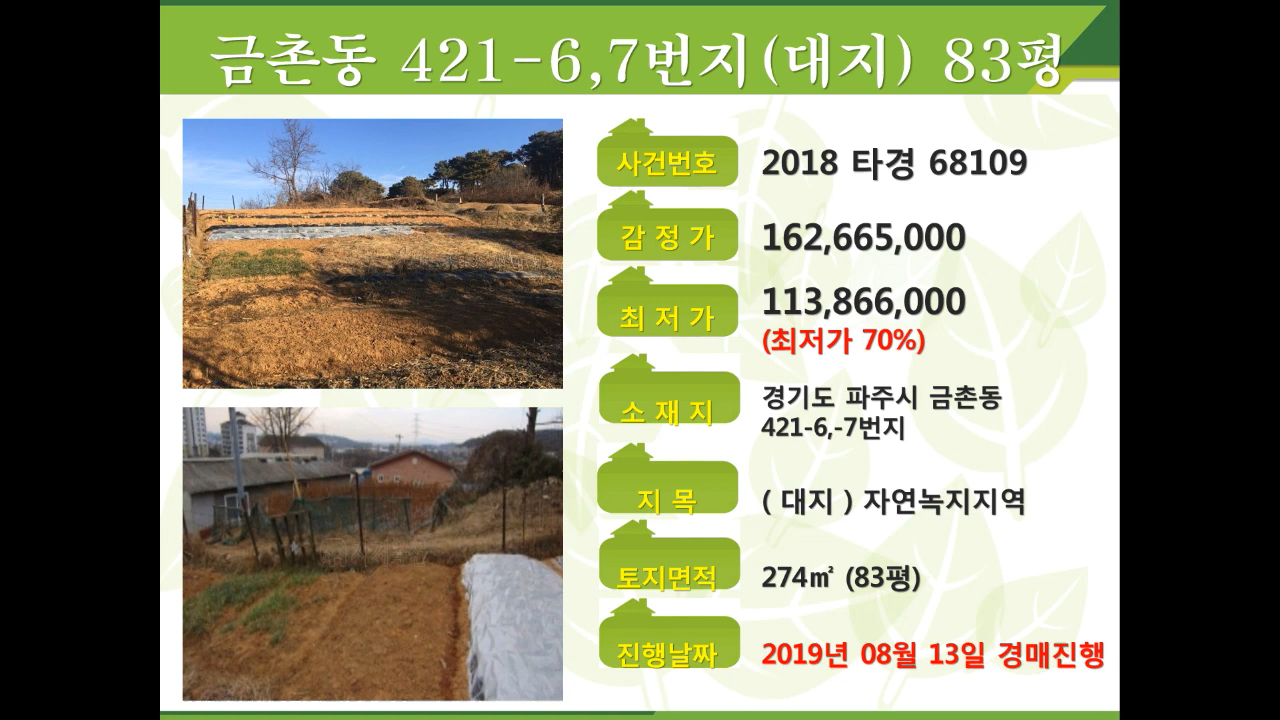 금촌동 421-6,7번지(대지) 83평
사건번호 2018 타경 68109
감 정 가 162,665,000
최 저 가 113,866,000
(최저가 70%)
소 재 지 경기도 파주시 금촌동
421-6,-7번지
지 목 ( 대지 ) 자연녹지지역
토지면적 274㎡ (83평)
진행날짜 2019년 08월 13일 경매진행